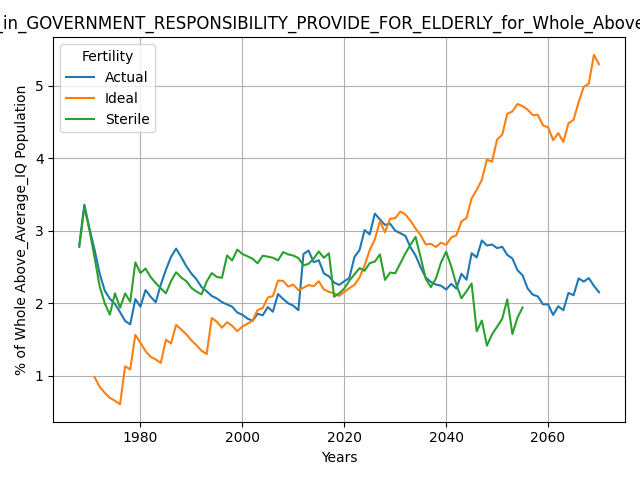 _in_GOVERNMENT_RESPONSIBILITY_PROVIDE_FOR_ELDERLY_for_Whole_Above
Fertility
Actual
Ideal
Sterile
% of Whole Above_Average_IQ Population
5
4
3
2
1
1980 2000 2020 2040 2060
Years